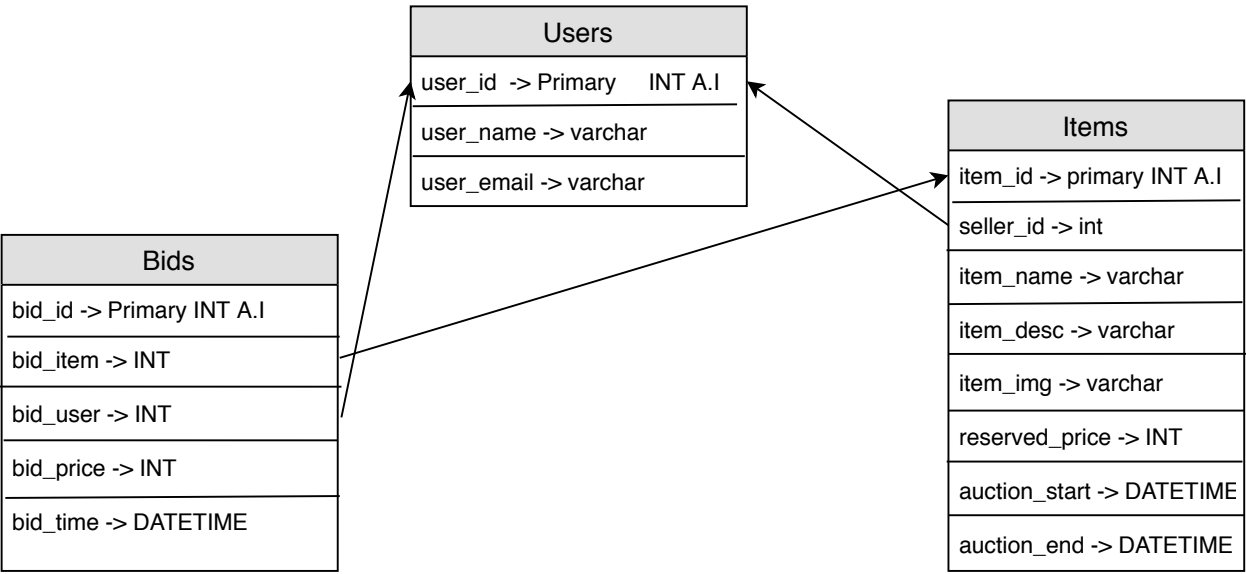 Users
user_id -> Primary INT A.I
user_name -> varchar
user_email -> varchar
Items
item_id -> primary INT A.I
seller_id -> int
item_name -> varchar
item_desc -> varchar
item_img -> varchar
reserved_price -> INT
auction_start -> DATETIME
auction_end -> DATETIME
Bids
bid_id -> Primary INT A.I
bid_item -> INT
bid_user -> INT
bid_price -> INT
bid_time -> DATETIME